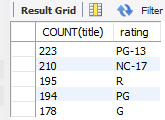 Result Grid Filter
COUNT(title) rating
223 PG-13
210 NC-17
195 R
194 PG
178 G